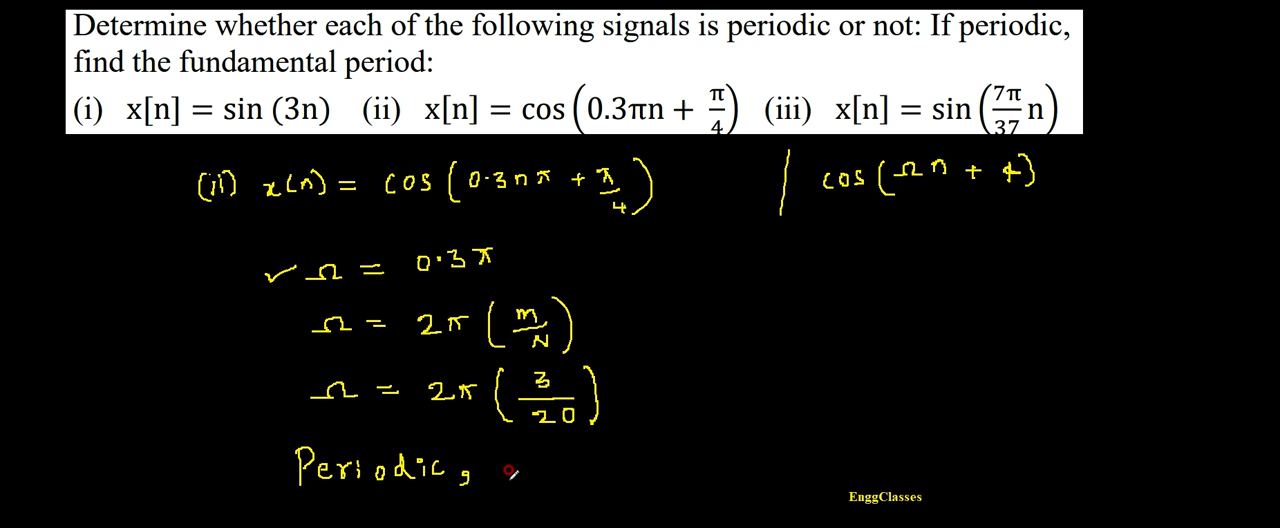 Determine whether each of the following signals is periodic or not: If periodic,
find the fundamental period:
(i) x[n] = sin (3n) (ii) x[n] = cos (0.3πn + π/4) (iii) x[n] = sin (7π/37 n)
(ii) x(n) = cos (0.3nπ + π/4) | cos (Ωn + φ)
✓ Ω = 0.3π
Ω = 2π (m/N)
Ω = 2π (3/20)
Periodic,
EnggClasses